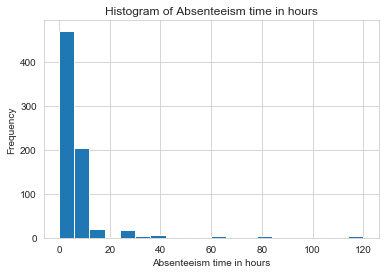 Histogram of Absenteeism time in hours
400
300
200
100
0
Frequency
0 20 40 60 80 100 120
Absenteeism time in hours